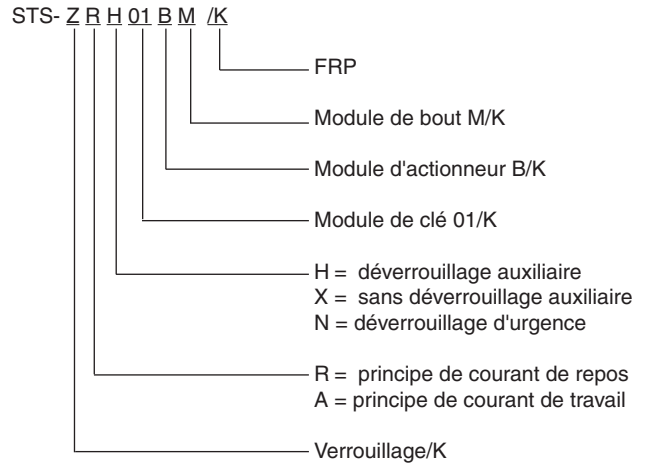 STS- Z R H 01 B M /K
FRP
Module de bout M/K
Module d'actionneur B/K
Module de clé 01/K
H = déverrouillage auxiliaire
X = sans déverrouillage auxiliaire
N = déverrouillage d'urgence
R = principe de courant de repos
A = principe de courant de travail
Verrouillage/K